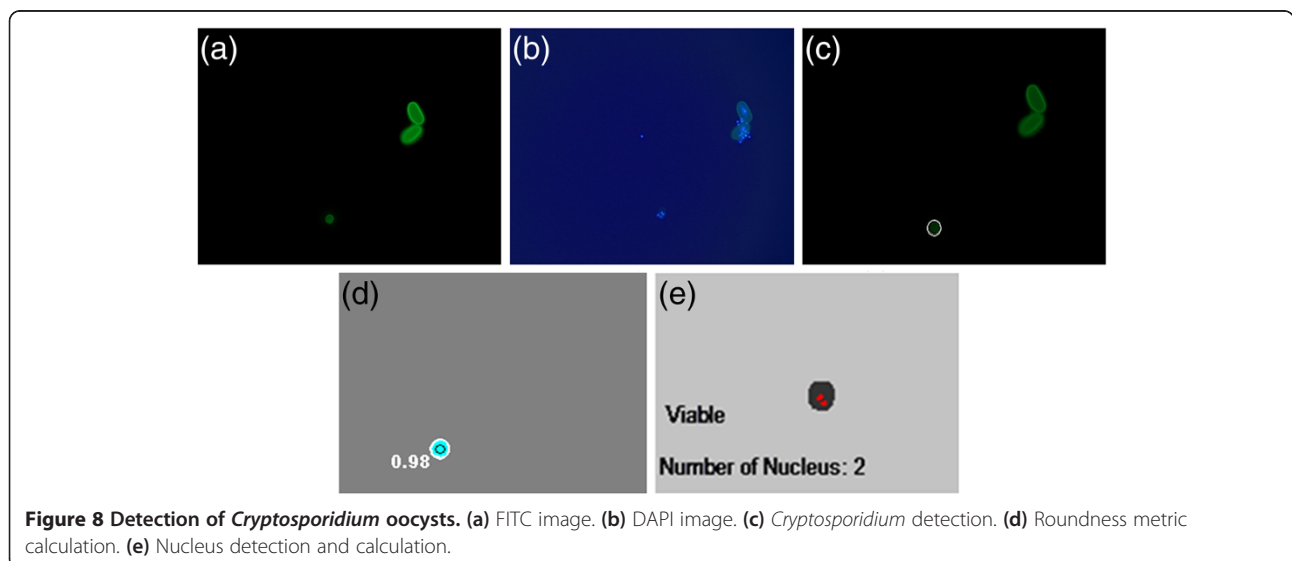 (a)
(b)
(c)
(d)
0.98
(e)
Viable
Number of Nucleus: 2
Figure 8 Detection of Cryptosporidium oocysts. (a) FITC image. (b) DAPI image. (c) Cryptosporidium detection. (d) Roundness metric
calculation. (e) Nucleus detection and calculation.